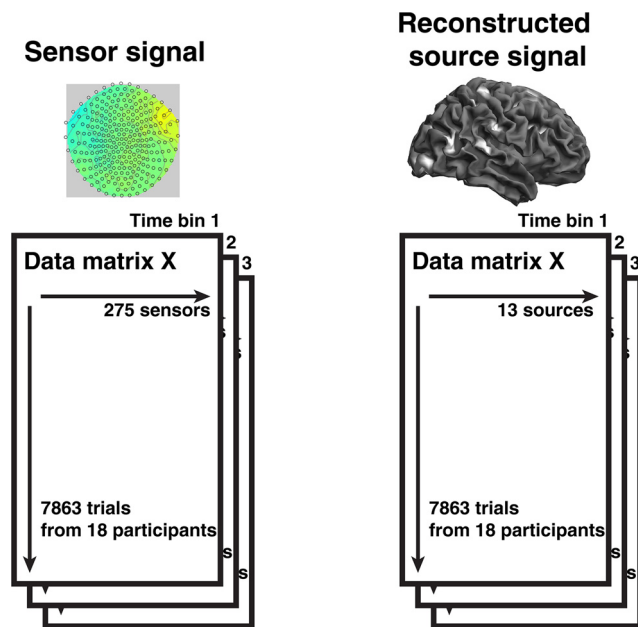 Sensor signal
Reconstructed
source signal
Time bin 1
2
3
Data matrix X
275 sensors
7863 trials
from 18 participants
s
s
s
s
Time bin 1
2
3
Data matrix X
13 sources
7863 trials
from 18 participants
s
s
s
s